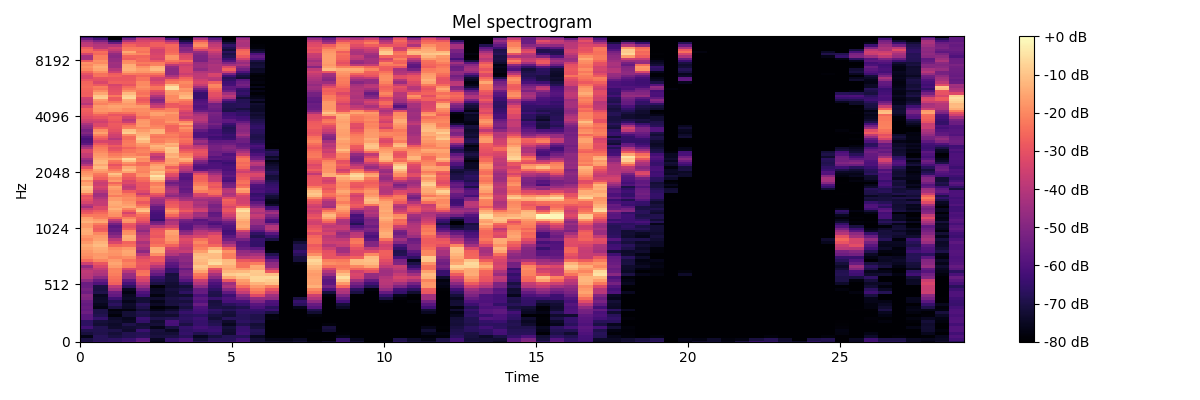 Mel spectrogram
Hz
8192
4096
2048
1024
512
0
0 5 10 15 20 25
Time
+0 dB
-10 dB
-20 dB
-30 dB
-40 dB
-50 dB
-60 dB
-70 dB
-80 dB